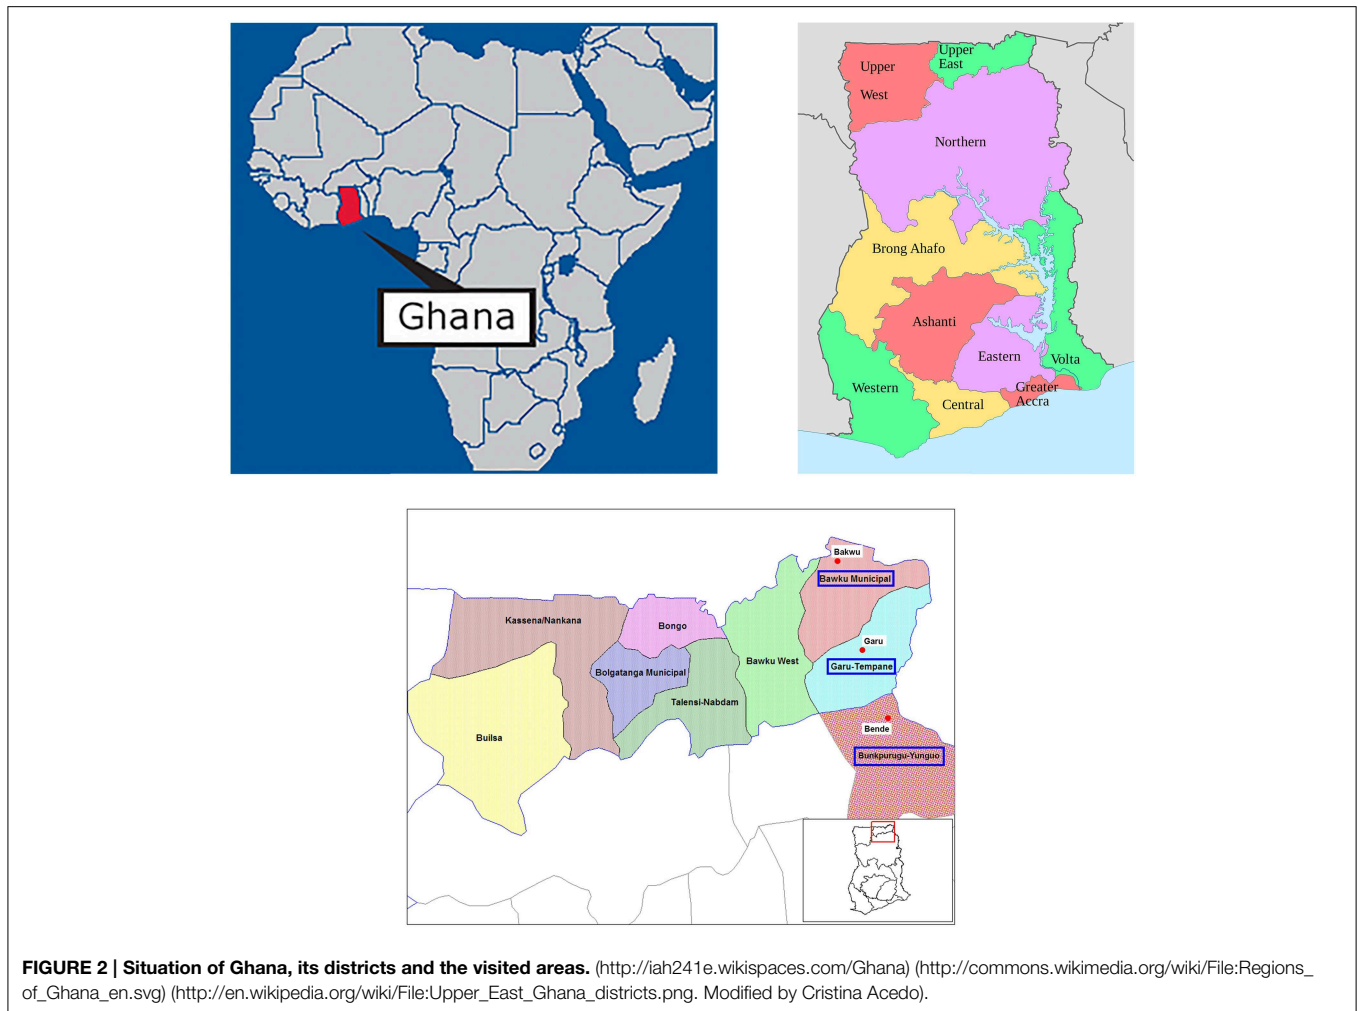 Ghana
Upper
West
Upper
East
Northern
Brong Ahafo
Ashanti
Eastern
Volta
Western
Central
Greater
Accra
Bakwu
Bawku Municipal
Kassena/Nankana
Bongo
Garu
Bawku West
Garu-Tempane
Bolgatanga Municipal
Talensi-Nabdam
Bende
Builsa
Bunkpurugu-Yunguo
FIGURE 2 | Situation of Ghana, its districts and the visited areas. (http://iah241e.wikispaces.com/Ghana) (http://commons.wikimedia.org/wiki/File:Regions_
of_Ghana_en.svg) (http://en.wikipedia.org/wiki/File:Upper_East_Ghana_districts.png. Modified by Cristina Acedo).